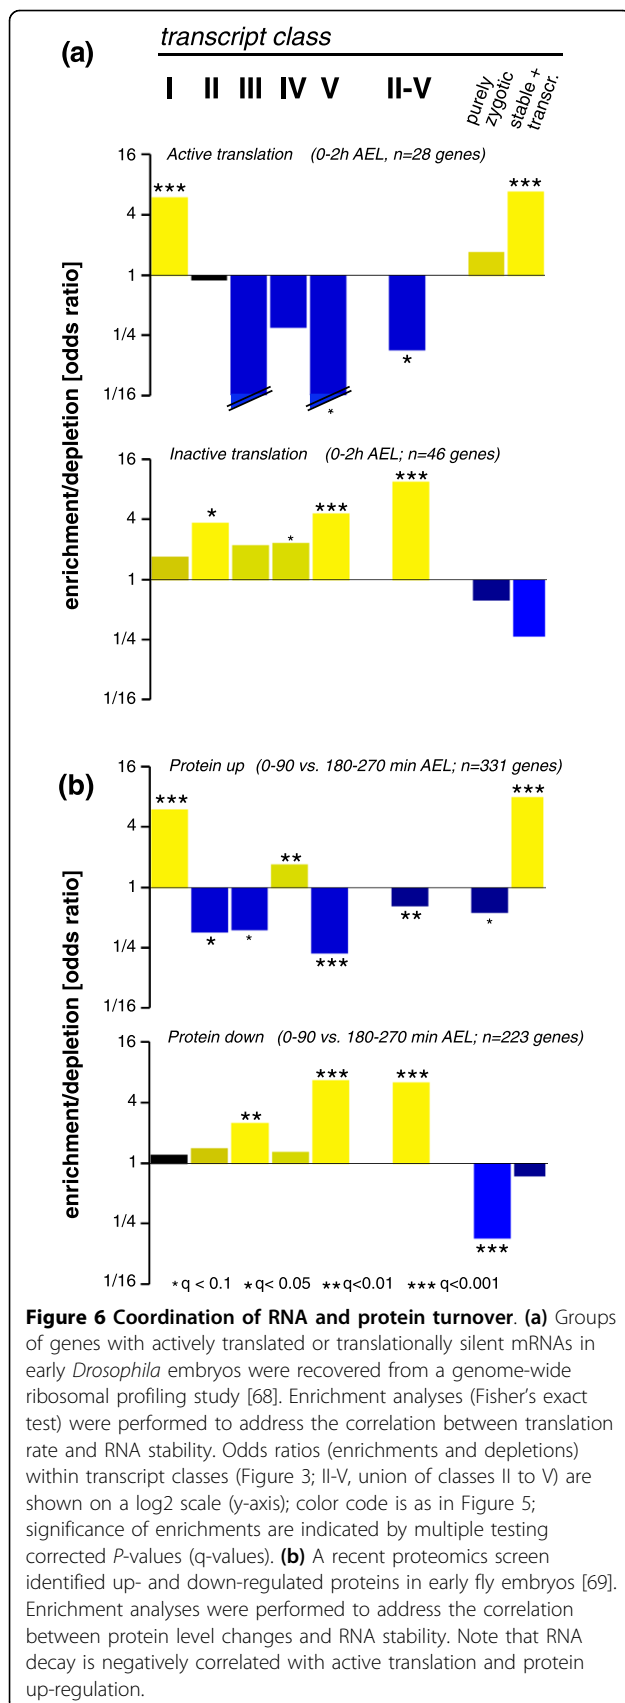 (a)
transcript class
I II III IV V II-V purely zygotic stable + transcr.
Active translation (0-2h AEL, n=28 genes)
16
***
***
4
1
1/4
*
1/16
*
enrichment/depletion [odds ratio]
Inactive translation (0-2h AEL; n=46 genes)
16
***
***
*
4
*
1
1/4
1/16
(b)
Protein up (0-90 vs. 180-270 min AEL; n=331 genes)
16
***
***
4
**
1
**
*
1/4
*
*
***
1/16
enrichment/depletion [odds ratio]
Protein down (0-90 vs. 180-270 min AEL; n=223 genes)
16
***
***
4
**
1
1/4
***
1/16
* q < 0.1 * q< 0.05 ** q<0.01 *** q<0.001
Figure 6 Coordination of RNA and protein turnover. (a) Groups
of genes with actively translated or translationally silent mRNAs in
early Drosophila embryos were recovered from a genome-wide
ribosomal profiling study [68]. Enrichment analyses (Fisher's exact
test) were performed to address the correlation between translation
rate and RNA stability. Odds ratios (enrichments and depletions)
within transcript classes (Figure 3; II-V, union of classes II to V) are
shown on a log2 scale (y-axis); color code is as in Figure 5;
significance of enrichments are indicated by multiple testing
corrected P-values (q-values). (b) A recent proteomics screen
identified up- and down-regulated proteins in early fly embryos [69].
Enrichment analyses were performed to address the correlation
between protein level changes and RNA stability. Note that RNA
decay is negatively correlated with active translation and protein
up-regulation.